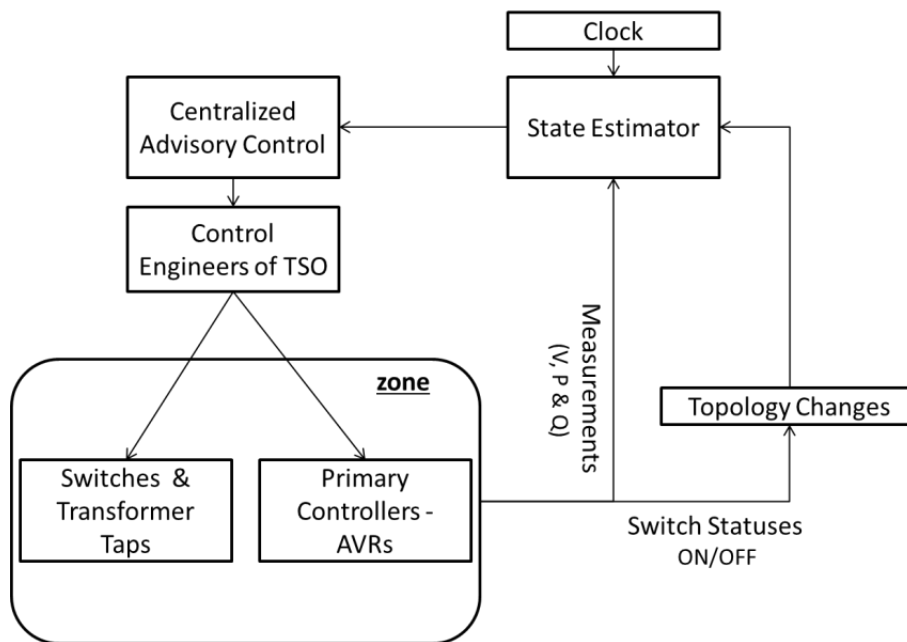 Clock
Centralized
Advisory Control
State Estimator
Control
Engineers of TSO
Measurements
(V, P & Q)
zone
Topology Changes
Switches &
Transformer
Taps
Primary
Controllers -
AVRs
Switch Statuses
ON/OFF